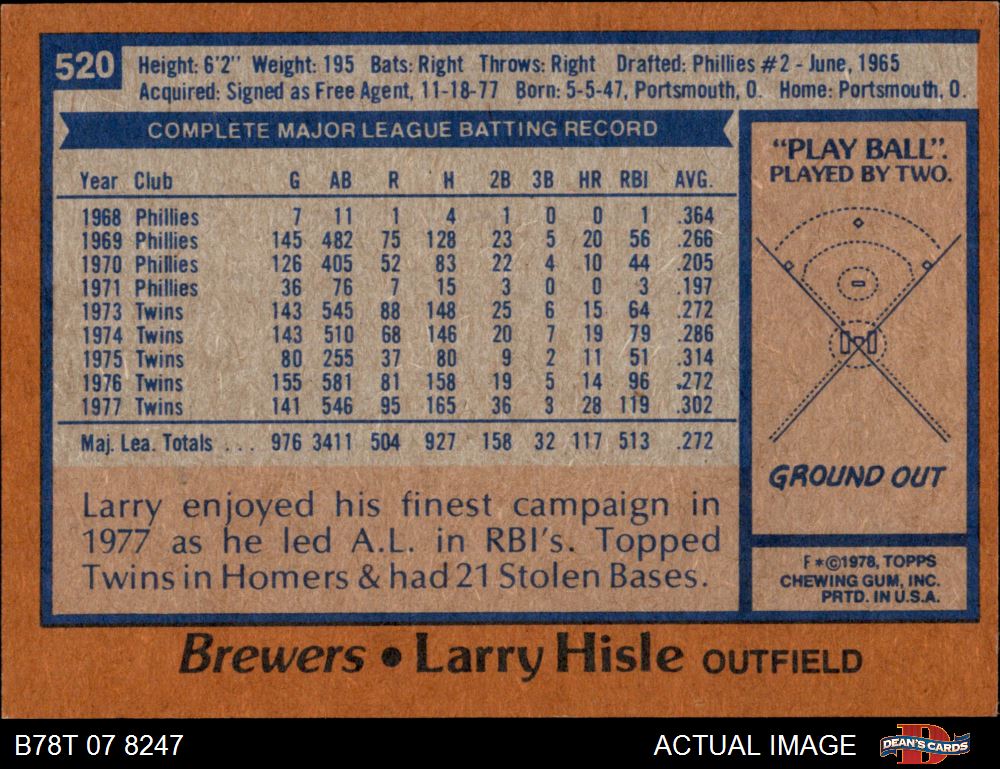 520
Height: 6'2" Weight: 195 Bats: Right Throws: Right Drafted: Phillies #2 - June, 1965
Acquired: Signed as Free Agent, 11-18-77 Born: 5-5-47, Portsmouth, O. Home: Portsmouth, O.
COMPLETE MAJOR LEAGUE BATTING RECORD
Year Club G AB R H 2B 3B HR RBI AVG.
1968 Phillies 7 11 1 4 1 0 0 1 .364
1969 Phillies 145 482 75 128 23 5 20 56 .266
1970 Phillies 126 405 52 83 22 4 10 44 .205
1971 Phillies 36 76 7 15 3 0 0 3 .197
1973 Twins 143 545 88 148 25 6 15 64 .272
1974 Twins 143 510 68 146 20 7 19 79 .286
1975 Twins 80 255 37 80 9 2 11 51 .314
1976 Twins 155 581 81 158 19 5 14 96 .272
1977 Twins 141 546 95 165 36 3 28 119 .302
Maj. Lea. Totals . . . 976 3411 504 927 158 32 117 513 .272
Larry enjoyed his finest campaign in
1977 as he led A.L. in RBI's. Topped
Twins in Homers & had 21 Stolen Bases.
"PLAY BALL".
PLAYED BY TWO.
GROUND OUT
F*©1978, TOPPS
CHEWING GUM, INC.
PRTD. IN U.S.A.
Brewers • Larry Hisle OUTFIELD
B78T 07 8247
ACTUAL IMAGE
DEAN'S CARDS